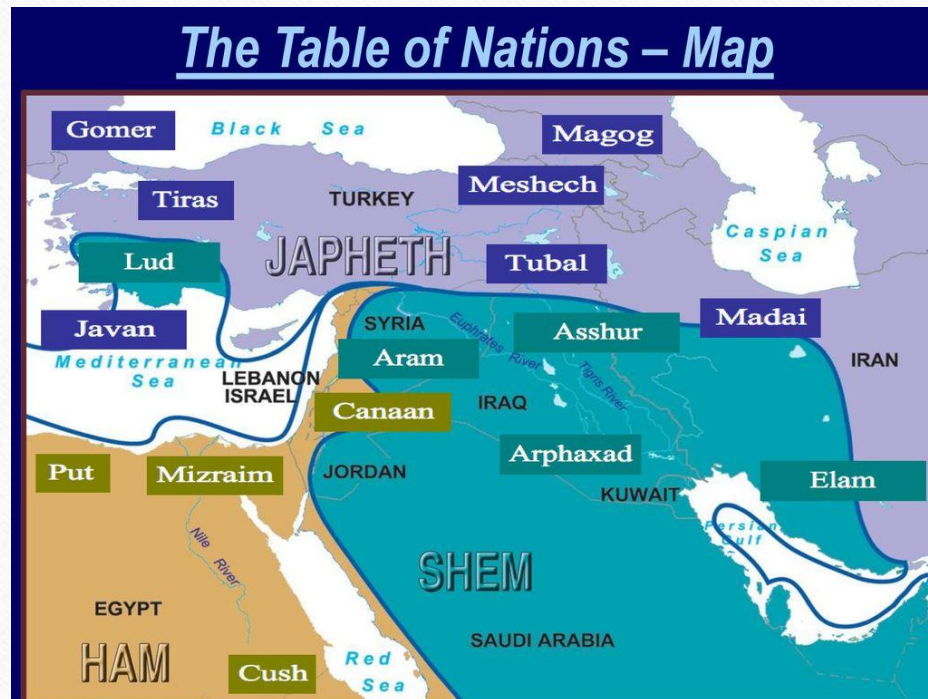 The Table of Nations – Map
Gomer
Black Sea
Magog
Tiras
TURKEY
Meshech
Caspian
Sea
JAPHETH
Lud
Tubal
Javan
SYRIA
Asshur
Madai
Mediterranean
Sea
Aram
Euphrates River
Tigris River
IRAN
LEBANON
ISRAEL
IRAQ
Canaan
Put
Mizraim
JORDAN
Arphaxad
KUWAIT
Elam
Persian
Gulf
Nile River
SHEM
EGYPT
HAM
SAUDI ARABIA
Cush
Red
Sea